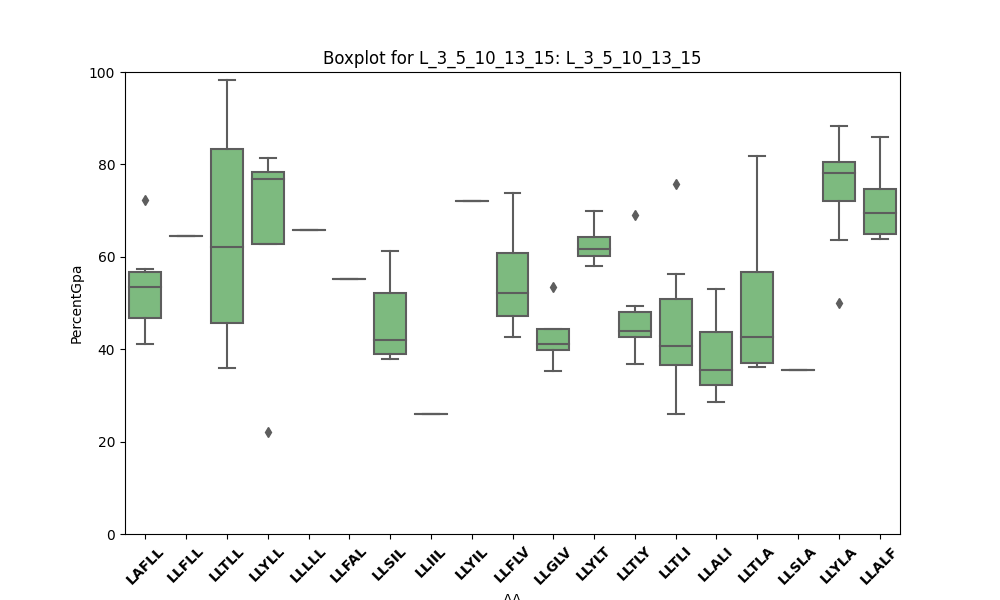 Boxplot for L_3_5_10_13_15: L_3_5_10_13_15
PercentGpa
100
80
60
40
20
0
LAFLL
LLFLL
LLTLL
LLYLL
LLLLL
LLFAL
LLSIL
LLIIL
LLYIL
LLFLV
LLGLV
LLYLT
LLTLY
LLTLI
LLALI
LLTLA
LLSLA
LLYLA
LLALF
AA